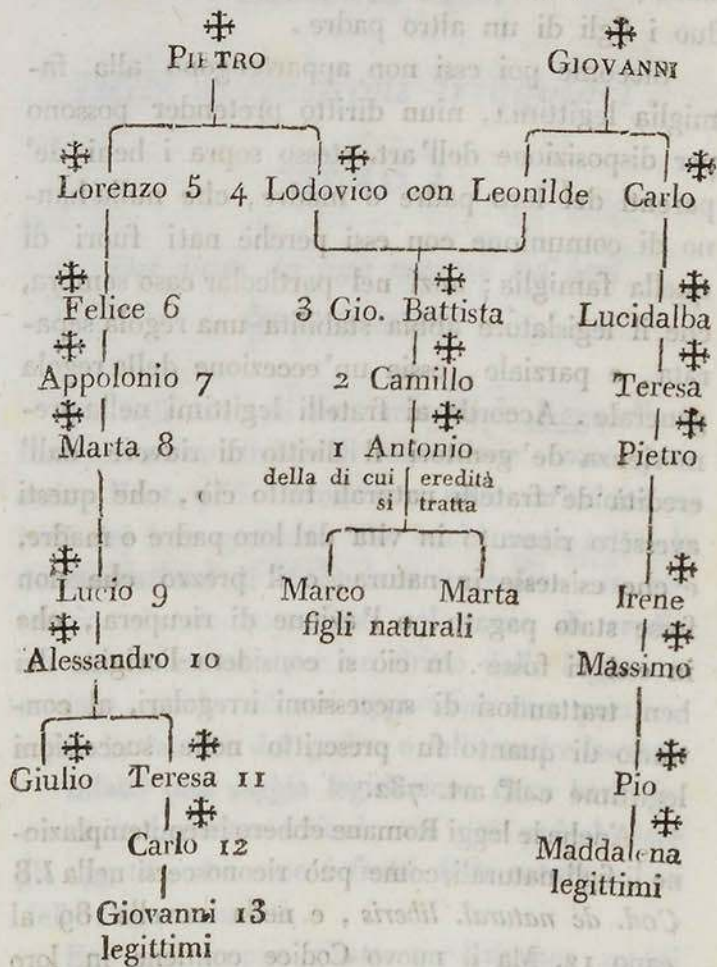 PIETRO GIOVANNI
Lorenzo 5 4 Lodovico con Leonilde Carlo
Felice 6 3 Gio. Battista Lucidalba
Appolonio 7 2 Camillo Teresa
Marta 8 1 Antonio Pietro
della di cui eredità
si tratta
Lucio 9 Marco Marta Irene
figli naturali
Alessandro 10 Massimo
Giulio Teresa 11 Pio
Carlo 12 Maddalena
legittimi
Giovanni 13
legittimi